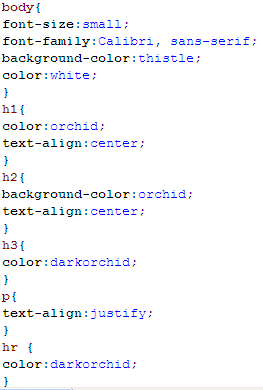 body{
font-size:small;
font-family:Calibri, sans-serif;
background-color:thistle;
color:white;
}
h1{
color:orchid;
text-align:center;
}
h2{
background-color:orchid;
text-align:center;
}
h3{
color:darkorchid;
}
p{
text-align:justify;
}
hr {
color:darkorchid;
}